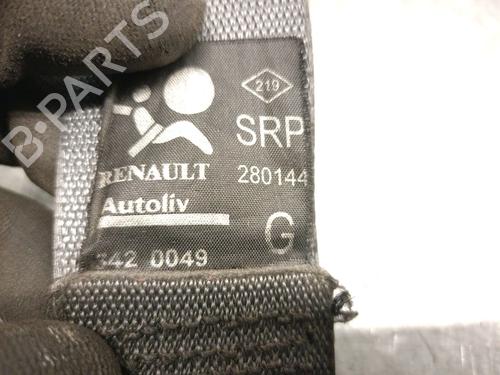 B-PARTS
219
SRP
RENAULT 280144
Autoliv
G
342 0049